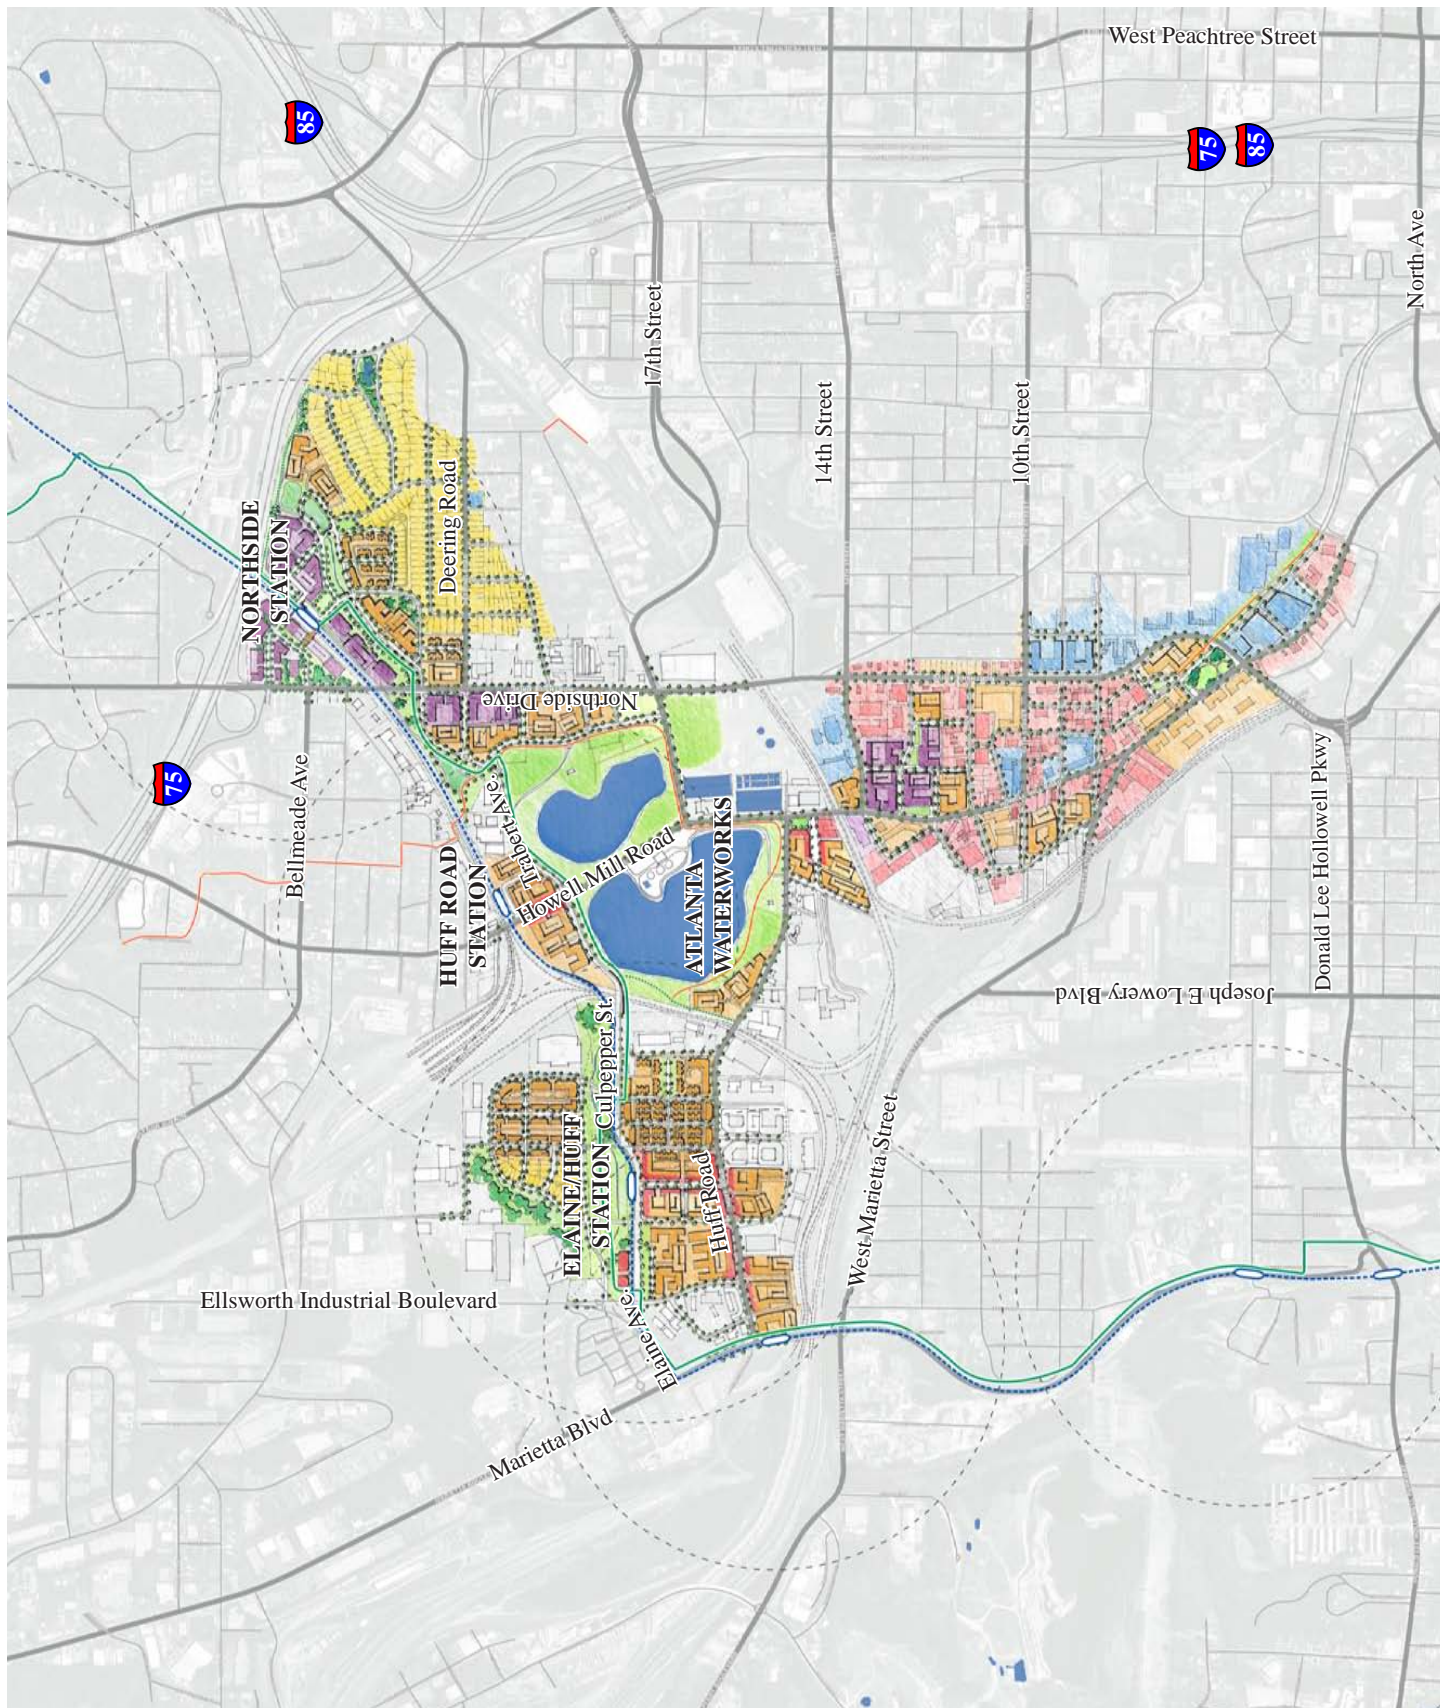 West Peachtree Street
85
75
85
North Ave
17th Street
14th Street
10th Street
NORTHSIDE
STATION
Deering Road
Northside Drive
75
Bellmeade Ave
Trabert Ave.
Howell Mill Road
HUFF ROAD
STATION
ATLANTA
WATERWORKS
Donald Lee Hollowell Pkwy
Joseph E Lowery Blvd
Culpepper St.
ELAINE/HUFF
STATION
Huff Road
West Marietta Street
Ellsworth Industrial Boulevard
Elaine Ave.
Marietta Blvd